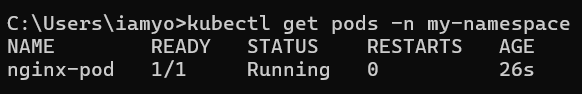 C:\Users\iamyo>kubectl get pods -n my-namespace
NAME        READY   STATUS    RESTARTS   AGE
nginx-pod   1/1     Running   0          26s